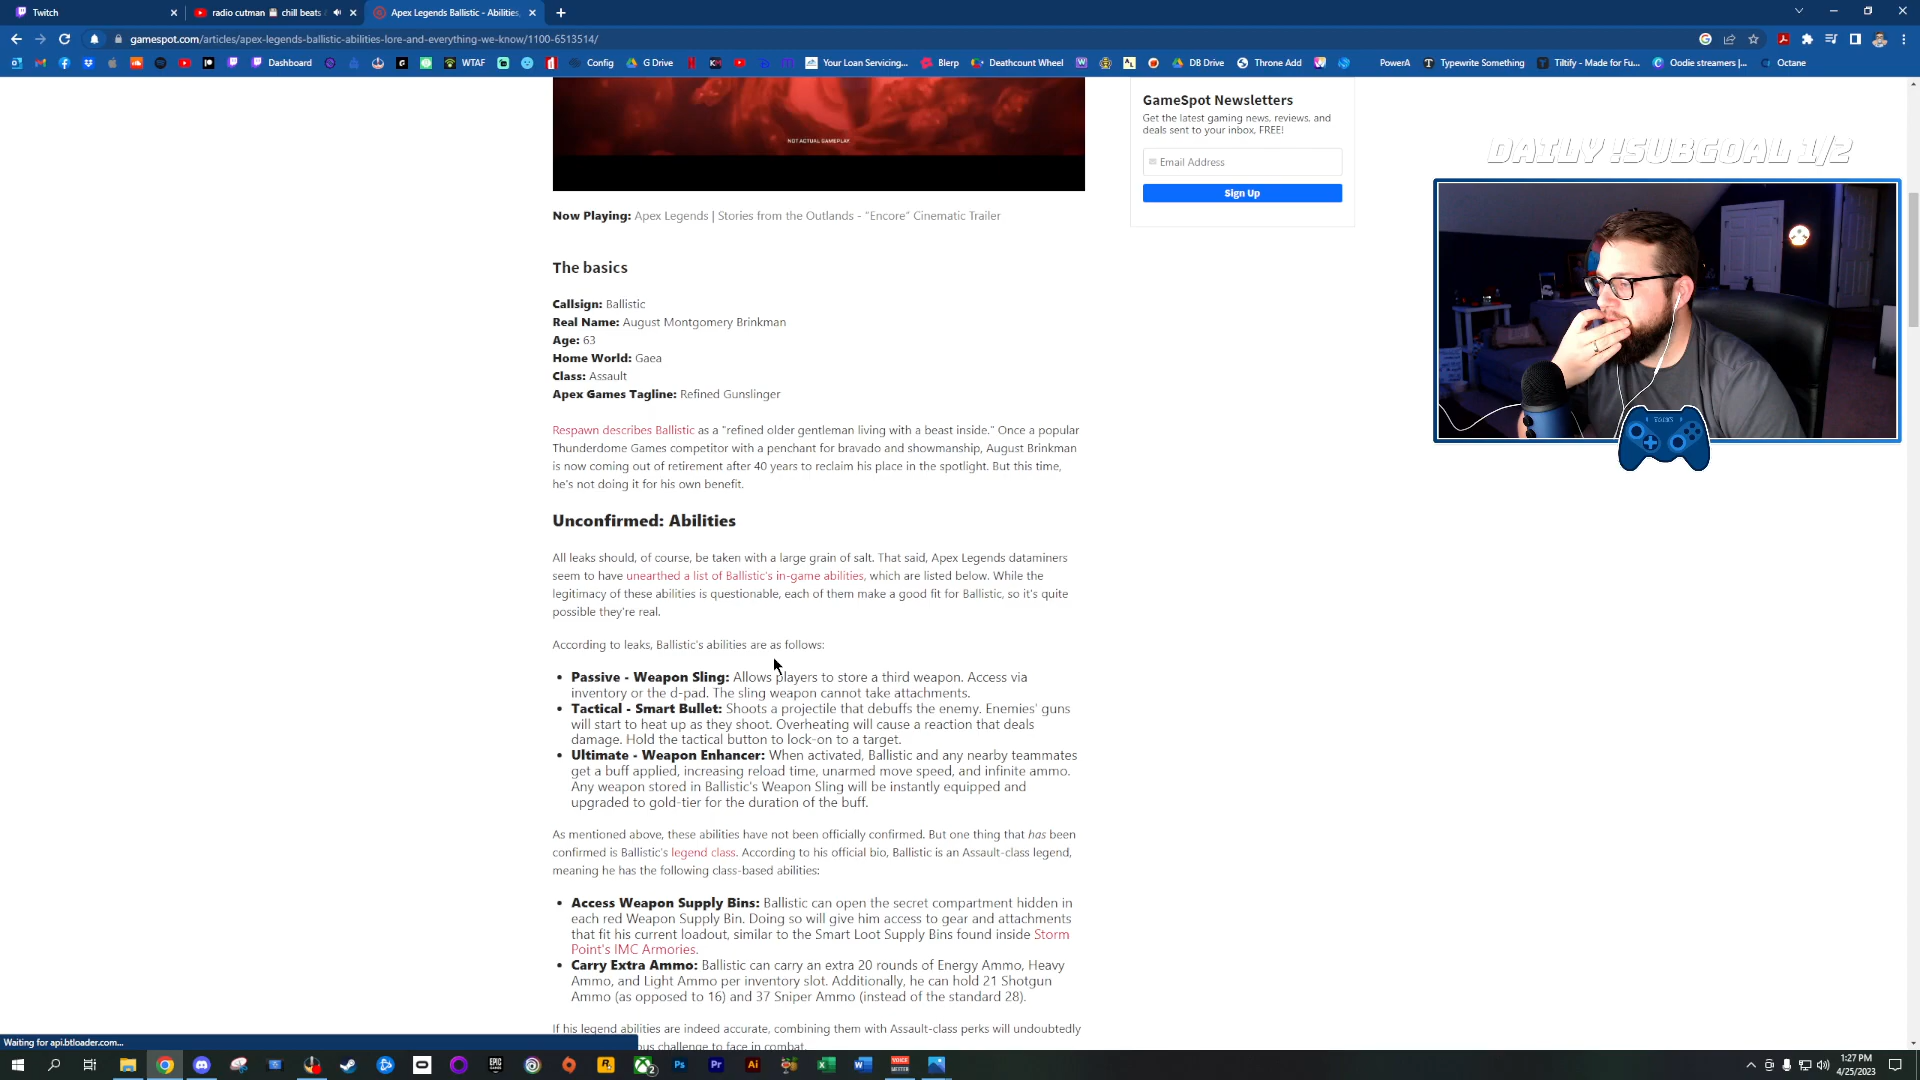 Twitch
radio cutman 💾 chill beats
Apex Legends Ballistic - Abilities,
gamespot.com/articles/apex-legends-ballistic-abilities-lore-and-everything-we-know/1100-6513514/
Dashboard
WTAF
Config
G Drive
Your Loan Servicing...
Blerp
Deathcount Wheel
DB Drive
Throne Add
PowerA
Typewrite Something
Tiltify - Made for Fu...
Oodie streamers |...
Octane
NOT ACTUAL GAMEPLAY
GameSpot Newsletters
Get the latest gaming news, reviews, and
deals sent to your inbox, FREE!
Email Address
Sign Up
DAILY !SUBGOAL 1/2
Now Playing: Apex Legends | Stories from the Outlands - "Encore" Cinematic Trailer
The basics
Callsign: Ballistic
Real Name: August Montgomery Brinkman
Age: 63
Home World: Gaea
Class: Assault
Apex Games Tagline: Refined Gunslinger
Respawn describes Ballistic as a "refined older gentleman living with a beast inside." Once a popular
Thunderdome Games competitor with a penchant for bravado and showmanship, August Brinkman
is now coming out of retirement after 40 years to reclaim his place in the spotlight. But this time,
he's not doing it for his own benefit.
Unconfirmed: Abilities
All leaks should, of course, be taken with a large grain of salt. That said, Apex Legends dataminers
seem to have unearthed a list of Ballistic's in-game abilities, which are listed below. While the
legitimacy of these abilities is questionable, each of them make a good fit for Ballistic, so it's quite
possible they're real.
According to leaks, Ballistic's abilities are as follows:
• Passive - Weapon Sling: Allows players to store a third weapon. Access via
inventory or the d-pad. The sling weapon cannot take attachments.
• Tactical - Smart Bullet: Shoots a projectile that debuffs the enemy. Enemies' guns
will start to heat up as they shoot. Overheating will cause a reaction that deals
damage. Hold the tactical button to lock-on to a target.
• Ultimate - Weapon Enhancer: When activated, Ballistic and any nearby teammates
get a buff applied, increasing reload time, unarmed move speed, and infinite ammo.
Any weapon stored in Ballistic's Weapon Sling will be instantly equipped and
upgraded to gold-tier for the duration of the buff.
As mentioned above, these abilities have not been officially confirmed. But one thing that has been
confirmed is Ballistic's legend class. According to his official bio, Ballistic is an Assault-class legend,
meaning he has the following class-based abilities:
• Access Weapon Supply Bins: Ballistic can open the secret compartment hidden in
each red Weapon Supply Bin. Doing so will give him access to gear and attachments
that fit his current loadout, similar to the Smart Loot Supply Bins found inside Storm
Point's IMC Armories.
• Carry Extra Ammo: Ballistic can carry an extra 20 rounds of Energy Ammo, Heavy
Ammo, and Light Ammo per inventory slot. Additionally, he can hold 21 Shotgun
Ammo (as opposed to 16) and 37 Sniper Ammo (instead of the standard 28).
If his legend abilities are indeed accurate, combining them with Assault-class perks will undoubtedly
ous challenge to face in combat.
Waiting for api.btloader.com...
1:27 PM
4/25/2023